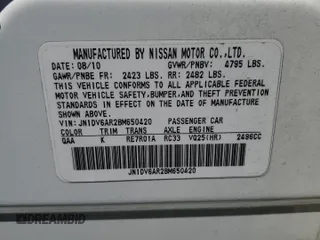 MANUFACTURED BY NISSAN MOTOR CO.,LTD.
DATE: 08/10 GVWR/PNBV: 4795 LBS.
GAWR/PNBE FR: 2423 LBS. RR: 2482 LBS.
THIS VEHICLE CONFORMS TO ALL APPLICABLE FEDERAL
MOTOR VEHICLE SAFETY,BUMPER,AND THEFT PREVENTION
STANDARDS IN EFFECT ON THE DATE OF MANUFACTURE
SHOWN ABOVE.
VIN: JN1DV6AR2BM650420 PASSENGER CAR
COLOR TRIM TRANS AXLE ENGINE
QAA K RE7R01A RC33 VQ25(HR) 2496CC
JN1DV6AR2BM650420
© AUTOBIDMASTER